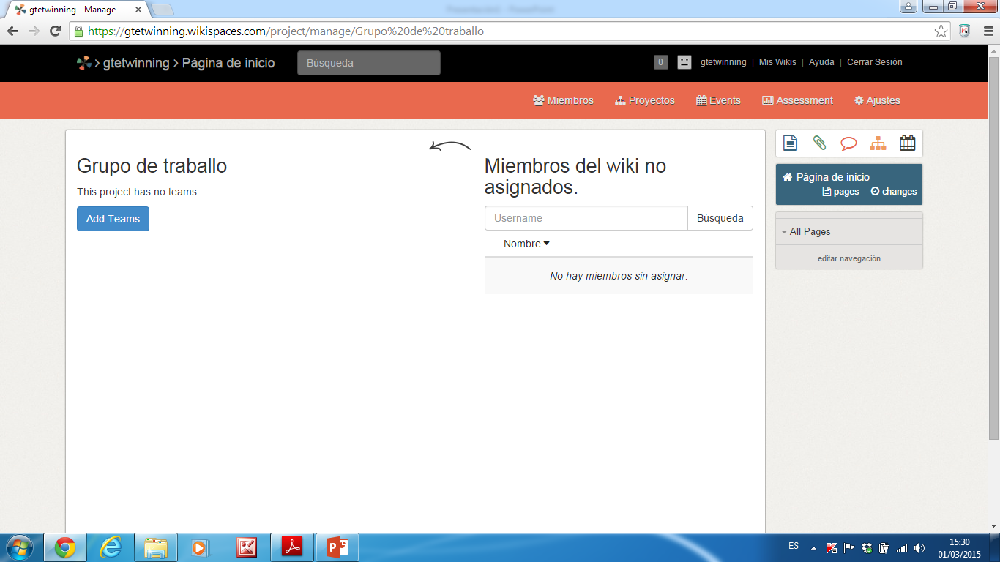 gtetwinning - Manage
https://gtetwinning.wikispaces.com/project/manage/Grupo%20de%20traballo
> gtetwinning > Página de inicio
Búsqueda
0
gtetwinning | Mis Wikis | Ayuda | Cerrar Sesión
Miembros
Proyectos
Events
Assessment
Ajustes
Grupo de traballo
This project has no teams.
Add Teams
Miembros del wiki no
asignados.
Username
Búsqueda
Nombre
No hay miembros sin asignar.
Página de inicio
pages
changes
All Pages
editar navegación
ES
15:30
01/03/2015